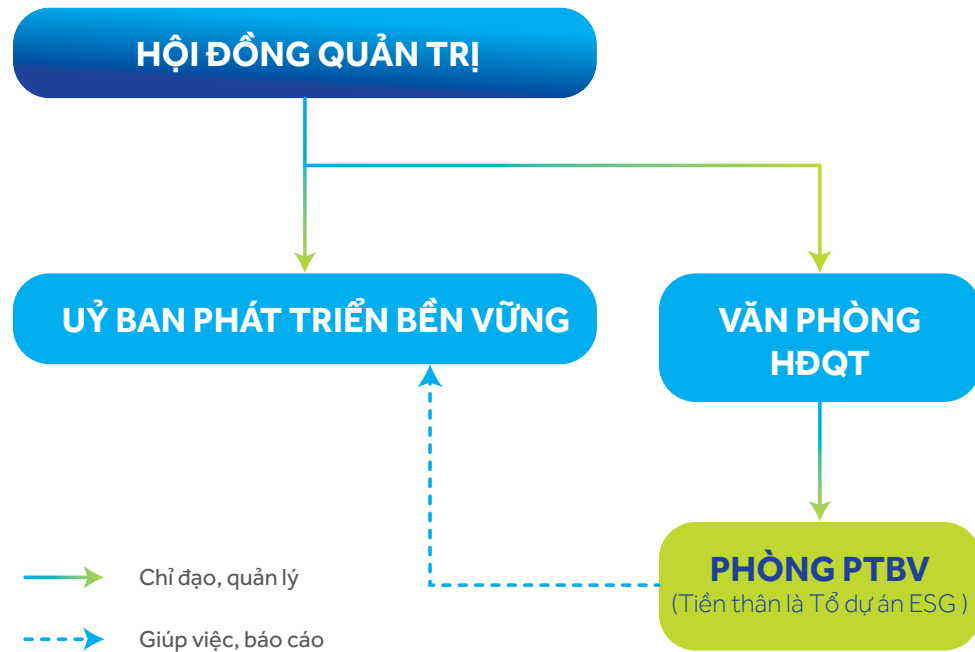 HỘI ĐỒNG QUẢN TRỊ
UỶ BAN PHÁT TRIỂN BỀN VỮNG
VĂN PHÒNG
HĐQT
PHÒNG PTBV
(Tiền thân là Tổ dự án ESG )
Chỉ đạo, quản lý
Giúp việc, báo cáo